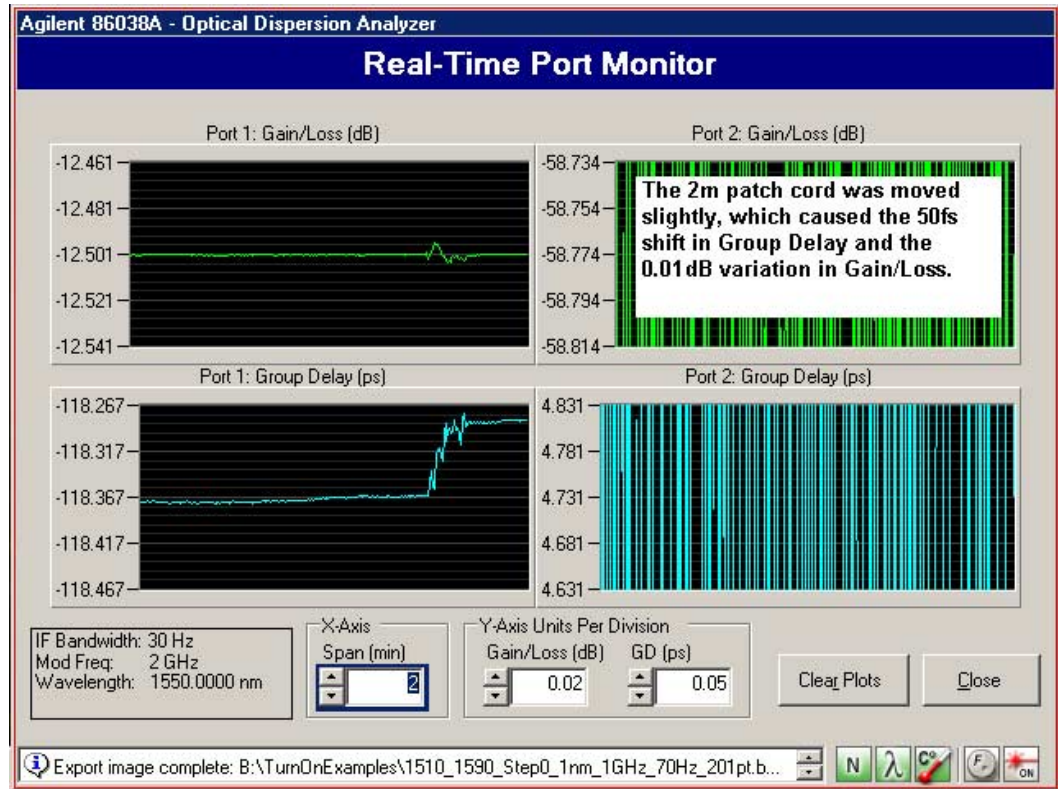 Agilent 86038A - Optical Dispersion Analyzer
Real-Time Port Monitor
Port 1: Gain/Loss (dB)
-12.461
-12.481
-12.501
-12.521
-12.541
Port 2: Gain/Loss (dB)
-58.734
-58.754
-58.774
-58.794
-58.814
The 2m patch cord was moved
slightly, which caused the 50fs
shift in Group Delay and the
0.01dB variation in Gain/Loss.
Port 1: Group Delay (ps)
-118.267
-118.317
-118.367
-118.417
-118.467
Port 2: Group Delay (ps)
4.831
4.781
4.731
4.681
4.631
IF Bandwidth: 30 Hz
Mod Freq: 2 GHz
Wavelength: 1550.0000 nm
X-Axis
Span (min)
2
Y-Axis Units Per Division
Gain/Loss (dB) GD (ps)
0.02 0.05
Clear Plots
Close
Export image complete: B:\TurnOnExamples\1510_1590_Step0_1nm_1GHz_70Hz_201pt.b...
N λ C° F, ON